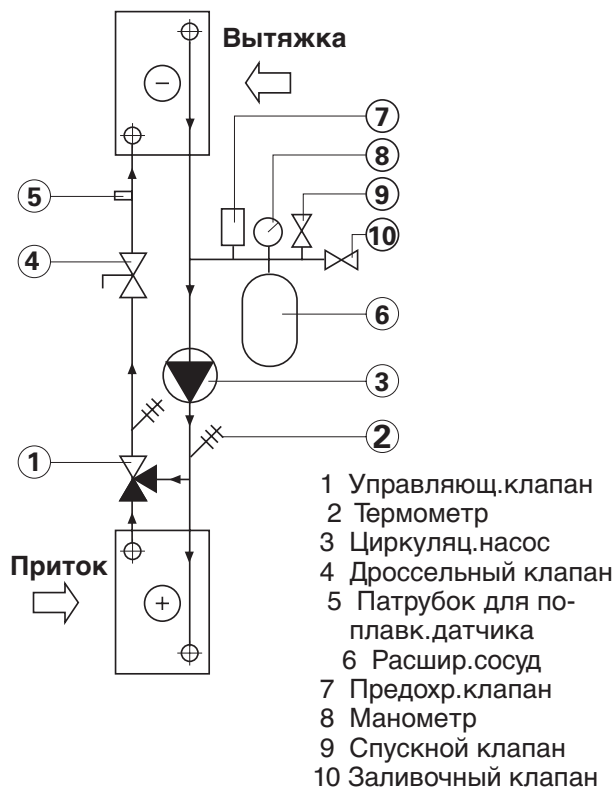 Вытяжка
7
8
9
10
5
4
6
3
2
1
Приток
1 Управляющ.клапан
2 Термометр
3 Циркуляц.насос
4 Дроссельный клапан
5 Патрубок для по-
плавк.датчика
6 Расшир.сосуд
7 Предохр.клапан
8 Манометр
9 Спускной клапан
10 Заливочный клапан